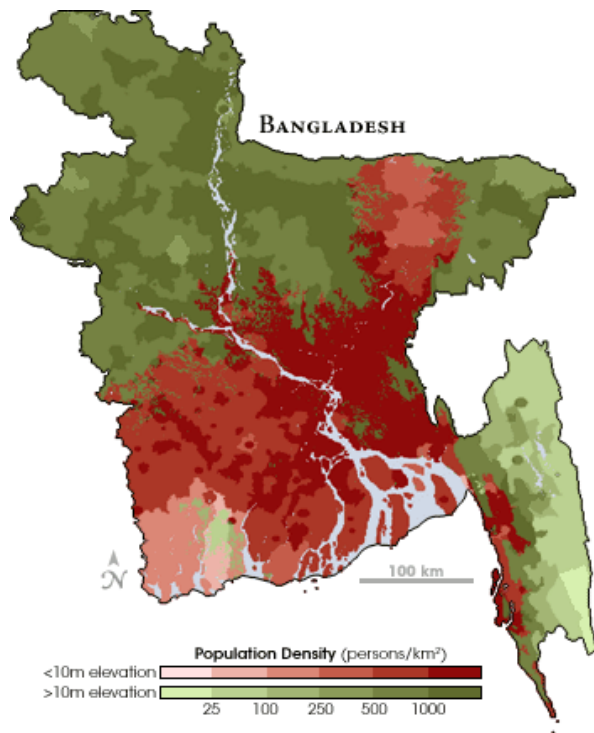 BANGLADESH
N
100 km
Population Density (persons/km²)
<10m elevation
>10m elevation
25 100 250 500 1000